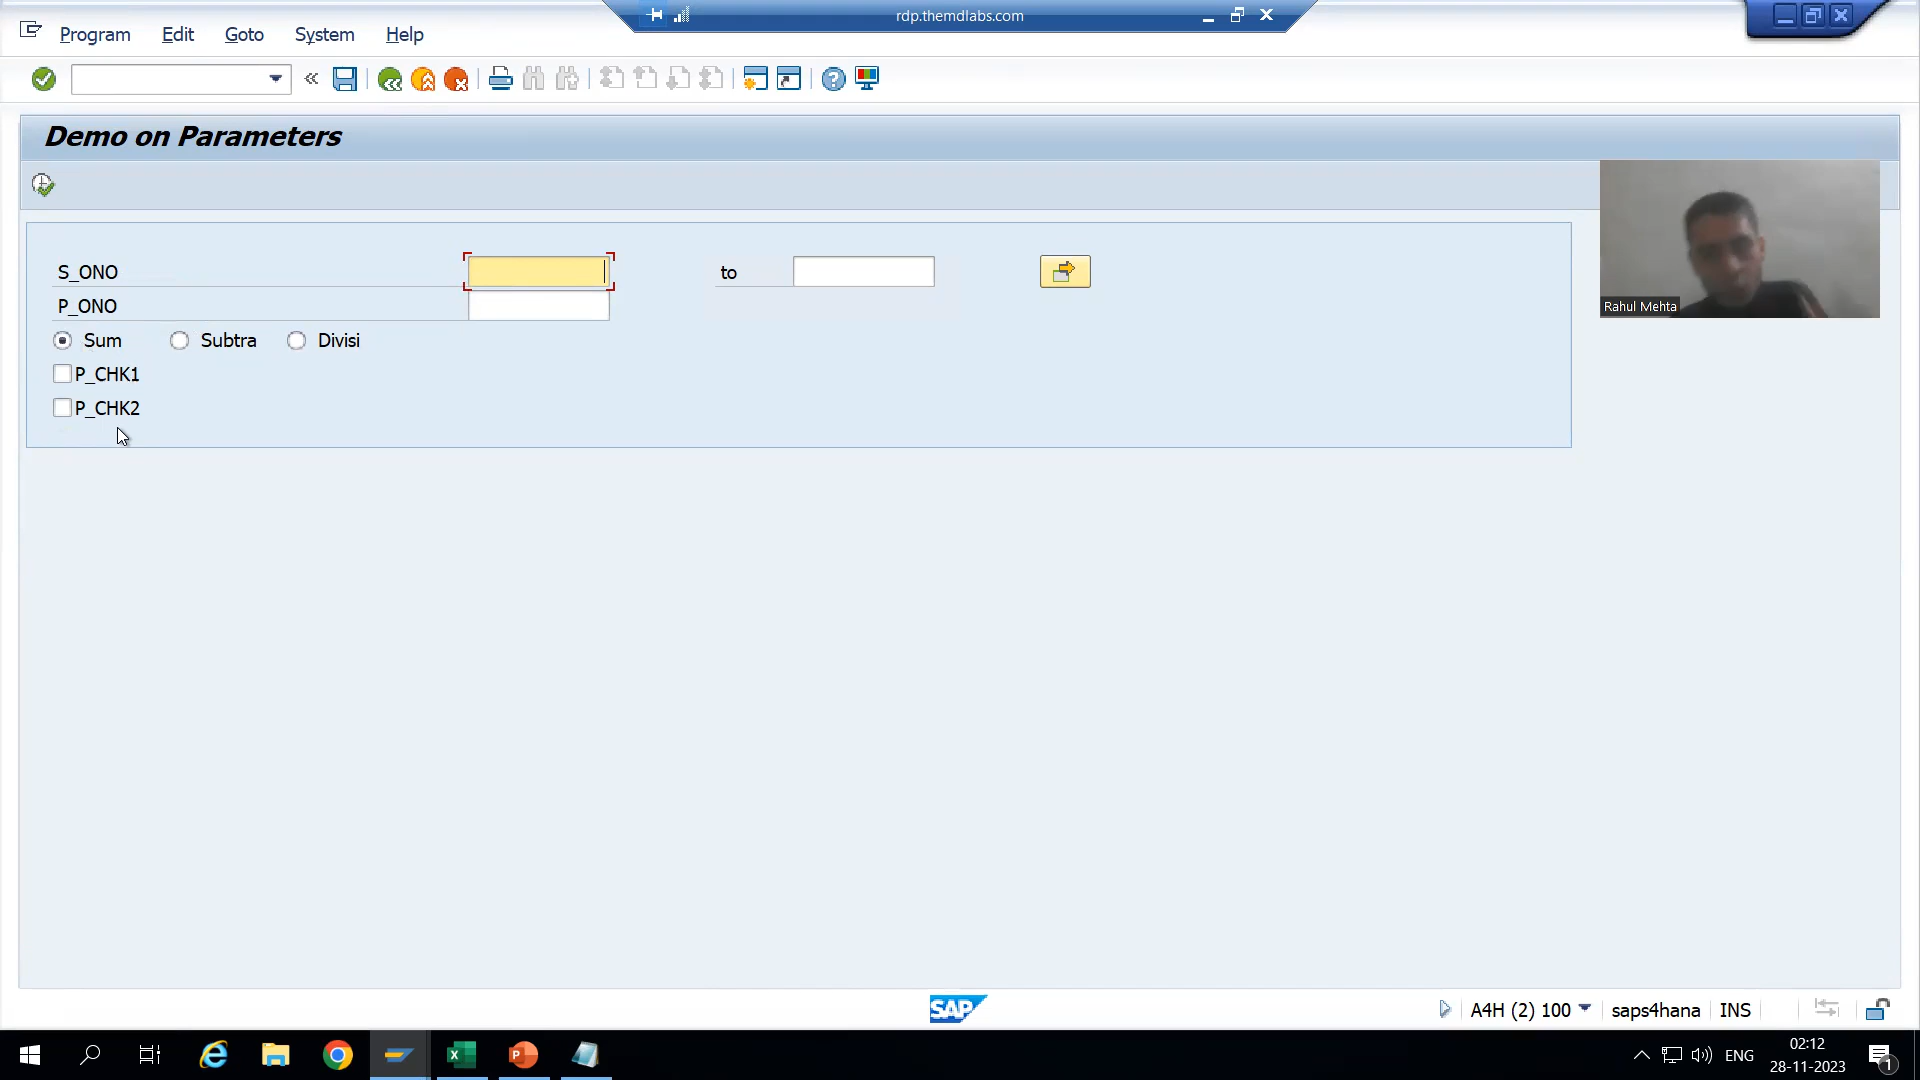 rdp.themdlabs.com
Program Edit Goto System Help
Demo on Parameters
S_ONO to
P_ONO
Sum Subtra Divisi
P_CHK1
P_CHK2
Rahul Mehta
SAP
A4H (2) 100 saps4hana INS
ENG
02:12
28-11-2023
1